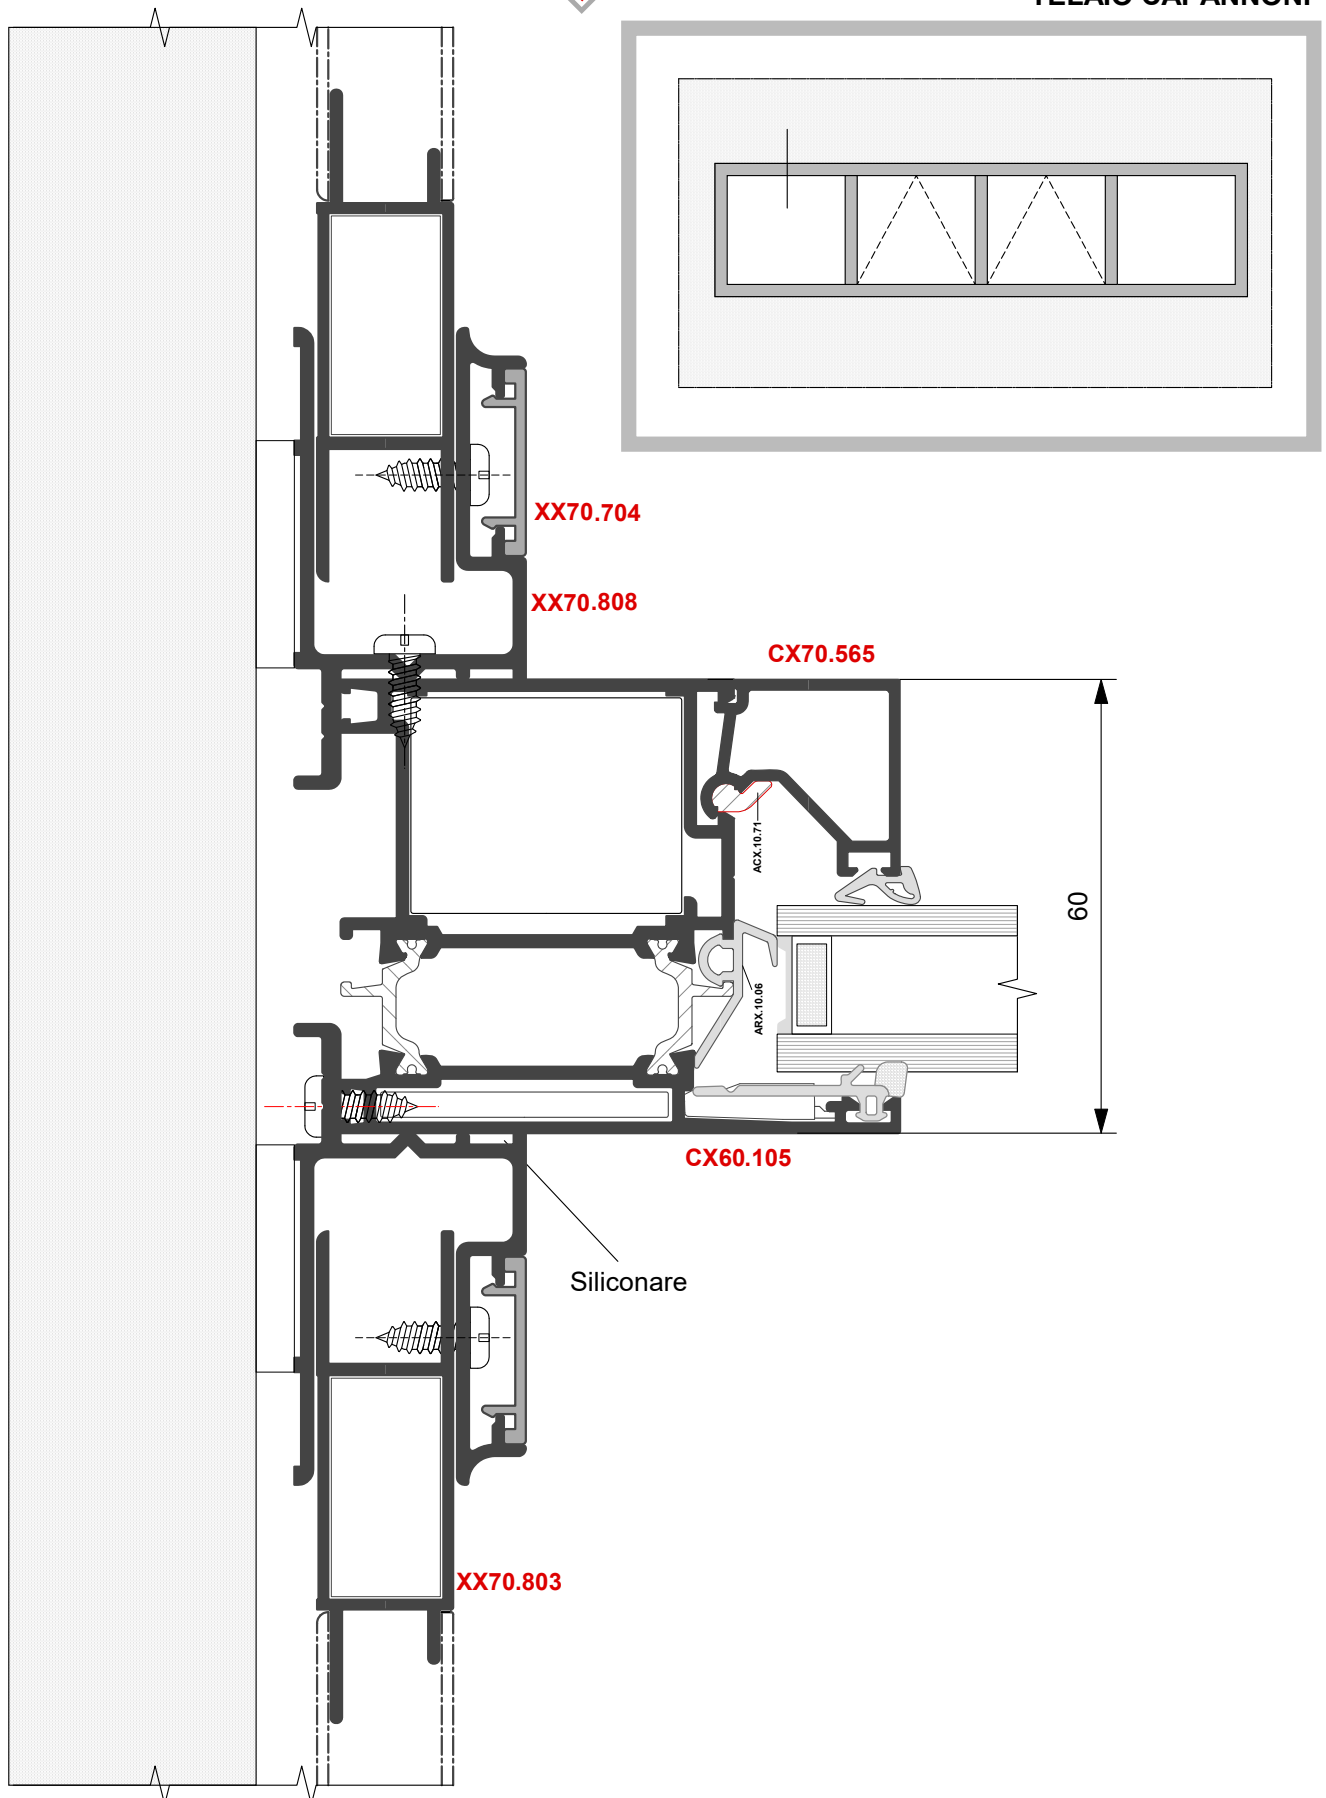 TELAIO CAPANNONI
XX70.704
XX70.808
CX70.565
ACX.10.71
60
ARX.10.06
CX60.105
Siliconare
XX70.803